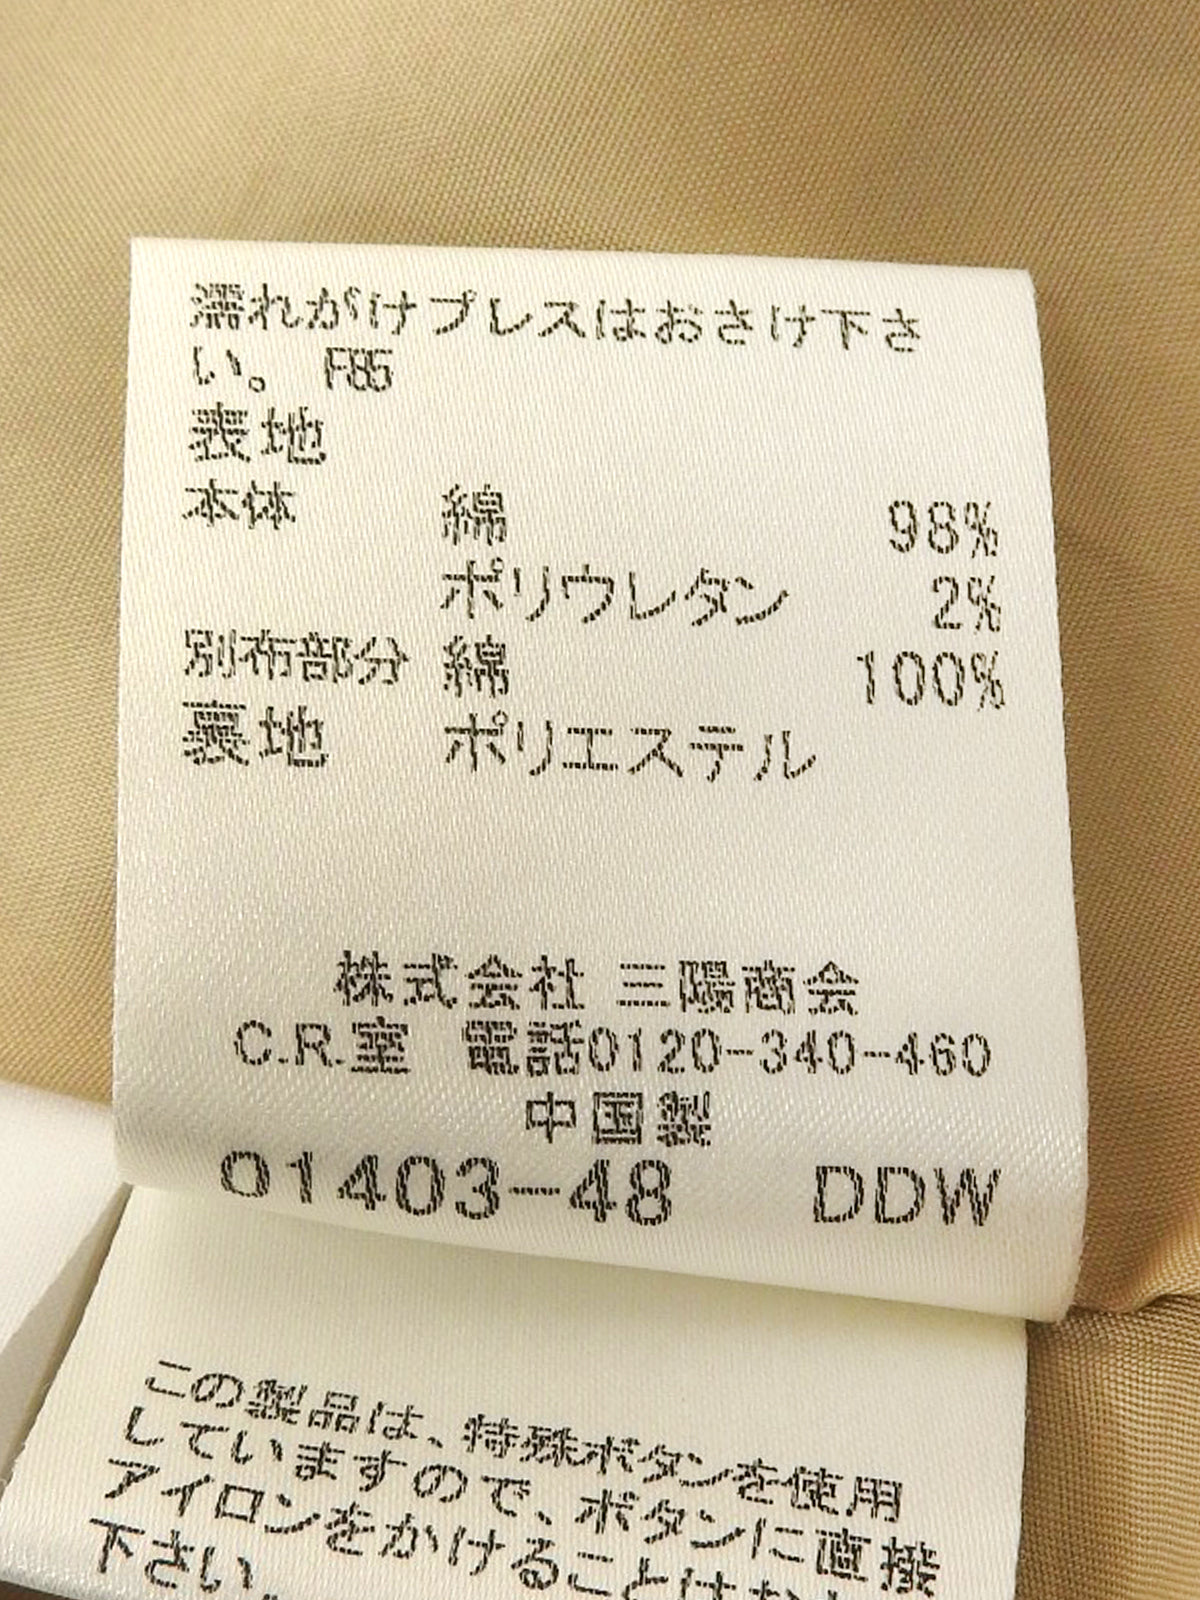 濡れがけプレスはおさけ下さ
い。 F85
表地
本体 綿 98%
ポリウレタン 2%
別布部分 綿 100%
裏地 ポリエステル
株式会社 三陽商会
C.R.室 電話0120-340-460
中国製
01403-48 DDW
この製品は、特殊ボタンを使用
していますので、ボタンに直接
アイロンをかけることは
下さい。